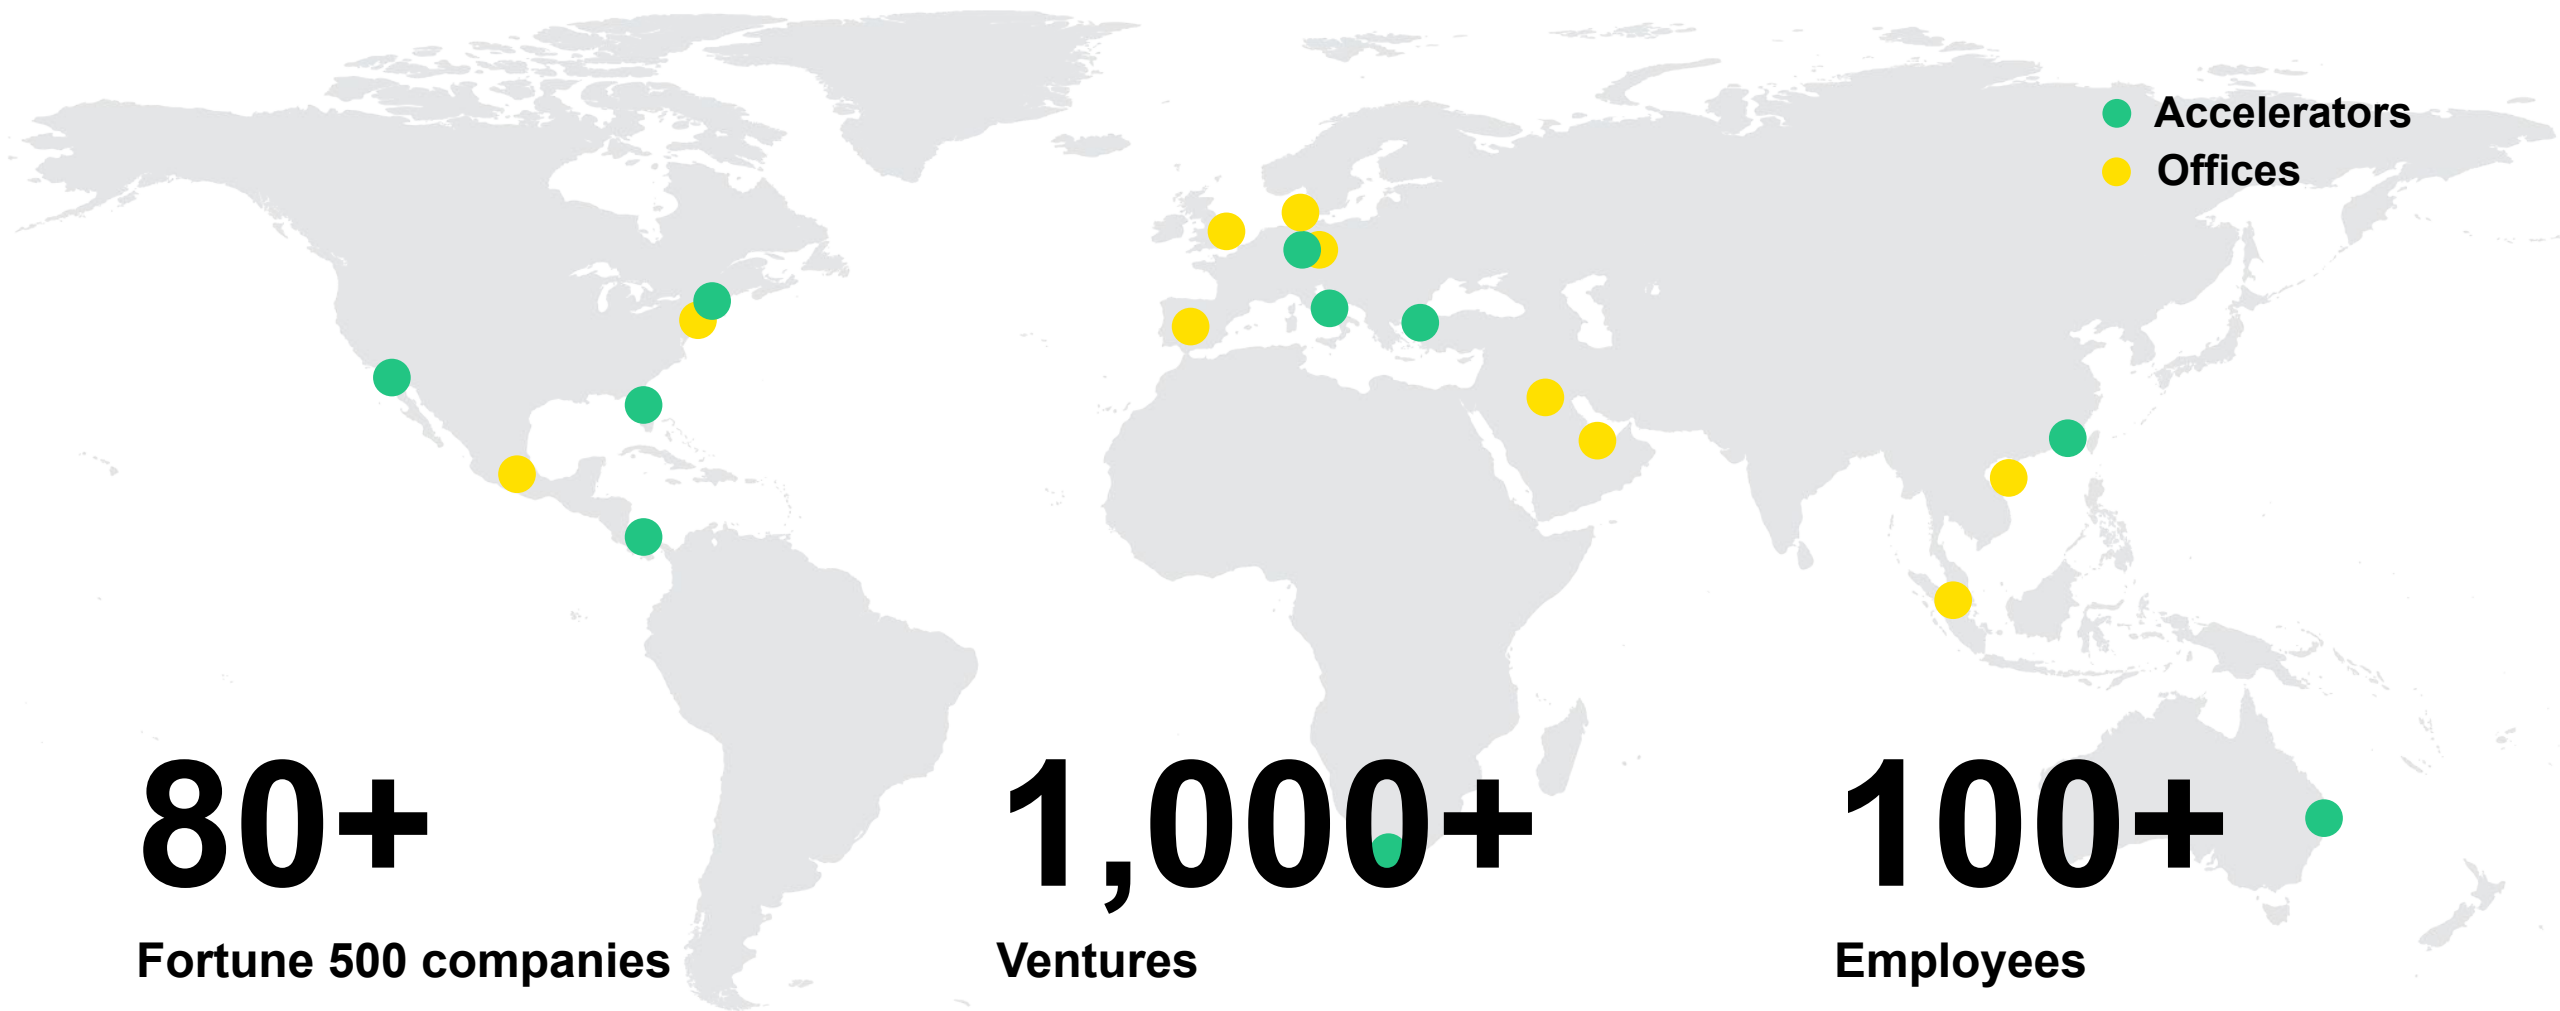 Accelerators
Offices
80+
Fortune 500 companies
1,000+
Ventures
100+
Employees